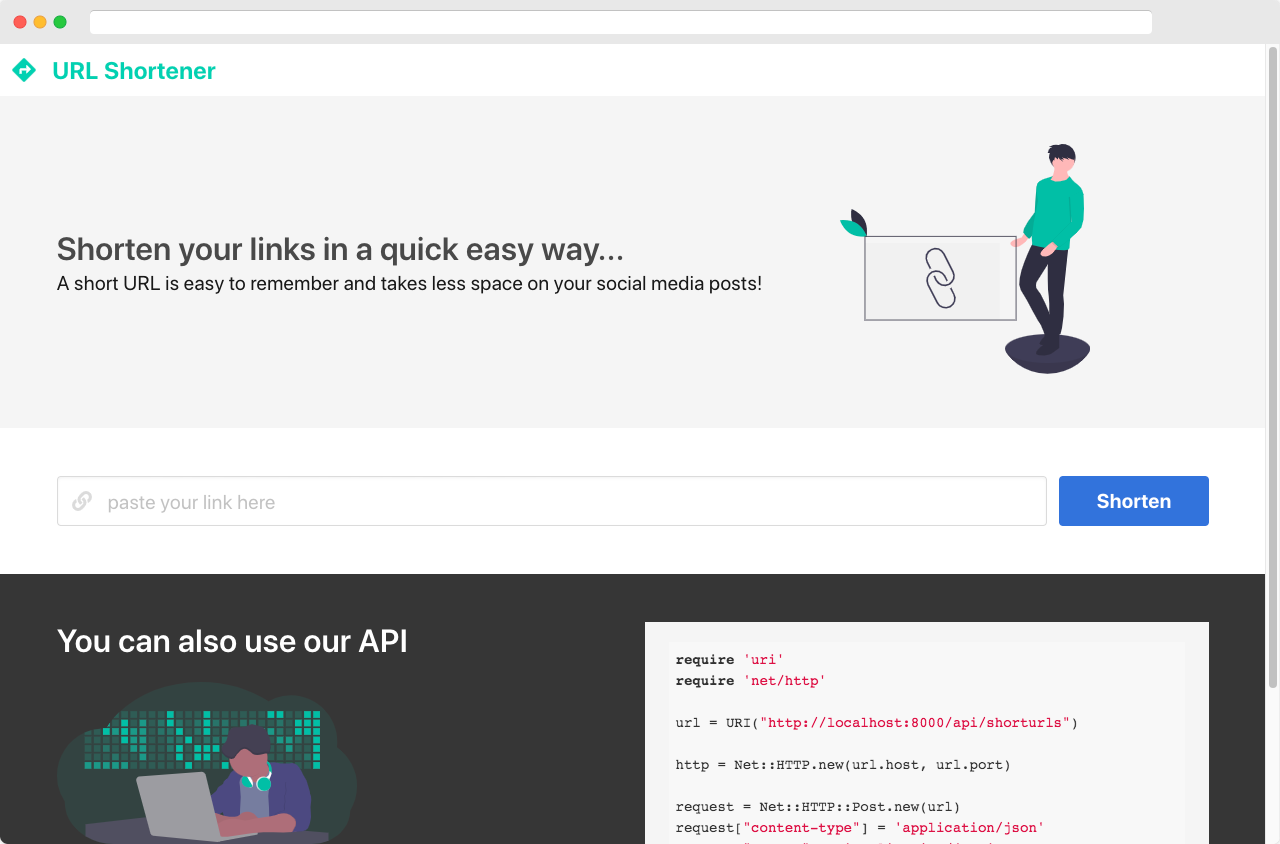 URL Shortener
Shorten your links in a quick easy way...
A short URL is easy to remember and takes less space on your social media posts!
paste your link here
Shorten
You can also use our API
require 'uri'
require 'net/http'
url = URI("http://localhost:8000/api/shorturls")
http = Net::HTTP.new(url.host, url.port)
request = Net::HTTP::Post.new(url)
request["content-type"] = 'application/json'